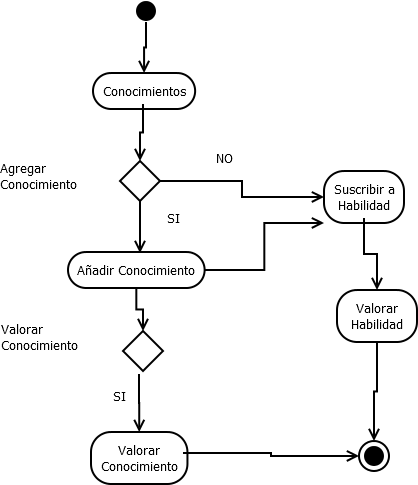 Conocimientos
NO
Agregar
Conocimiento
Suscribir a
Habilidad
SI
Añadir Conocimiento
Valorar
Conocimiento
Valorar
Habilidad
SI
Valorar
Conocimiento